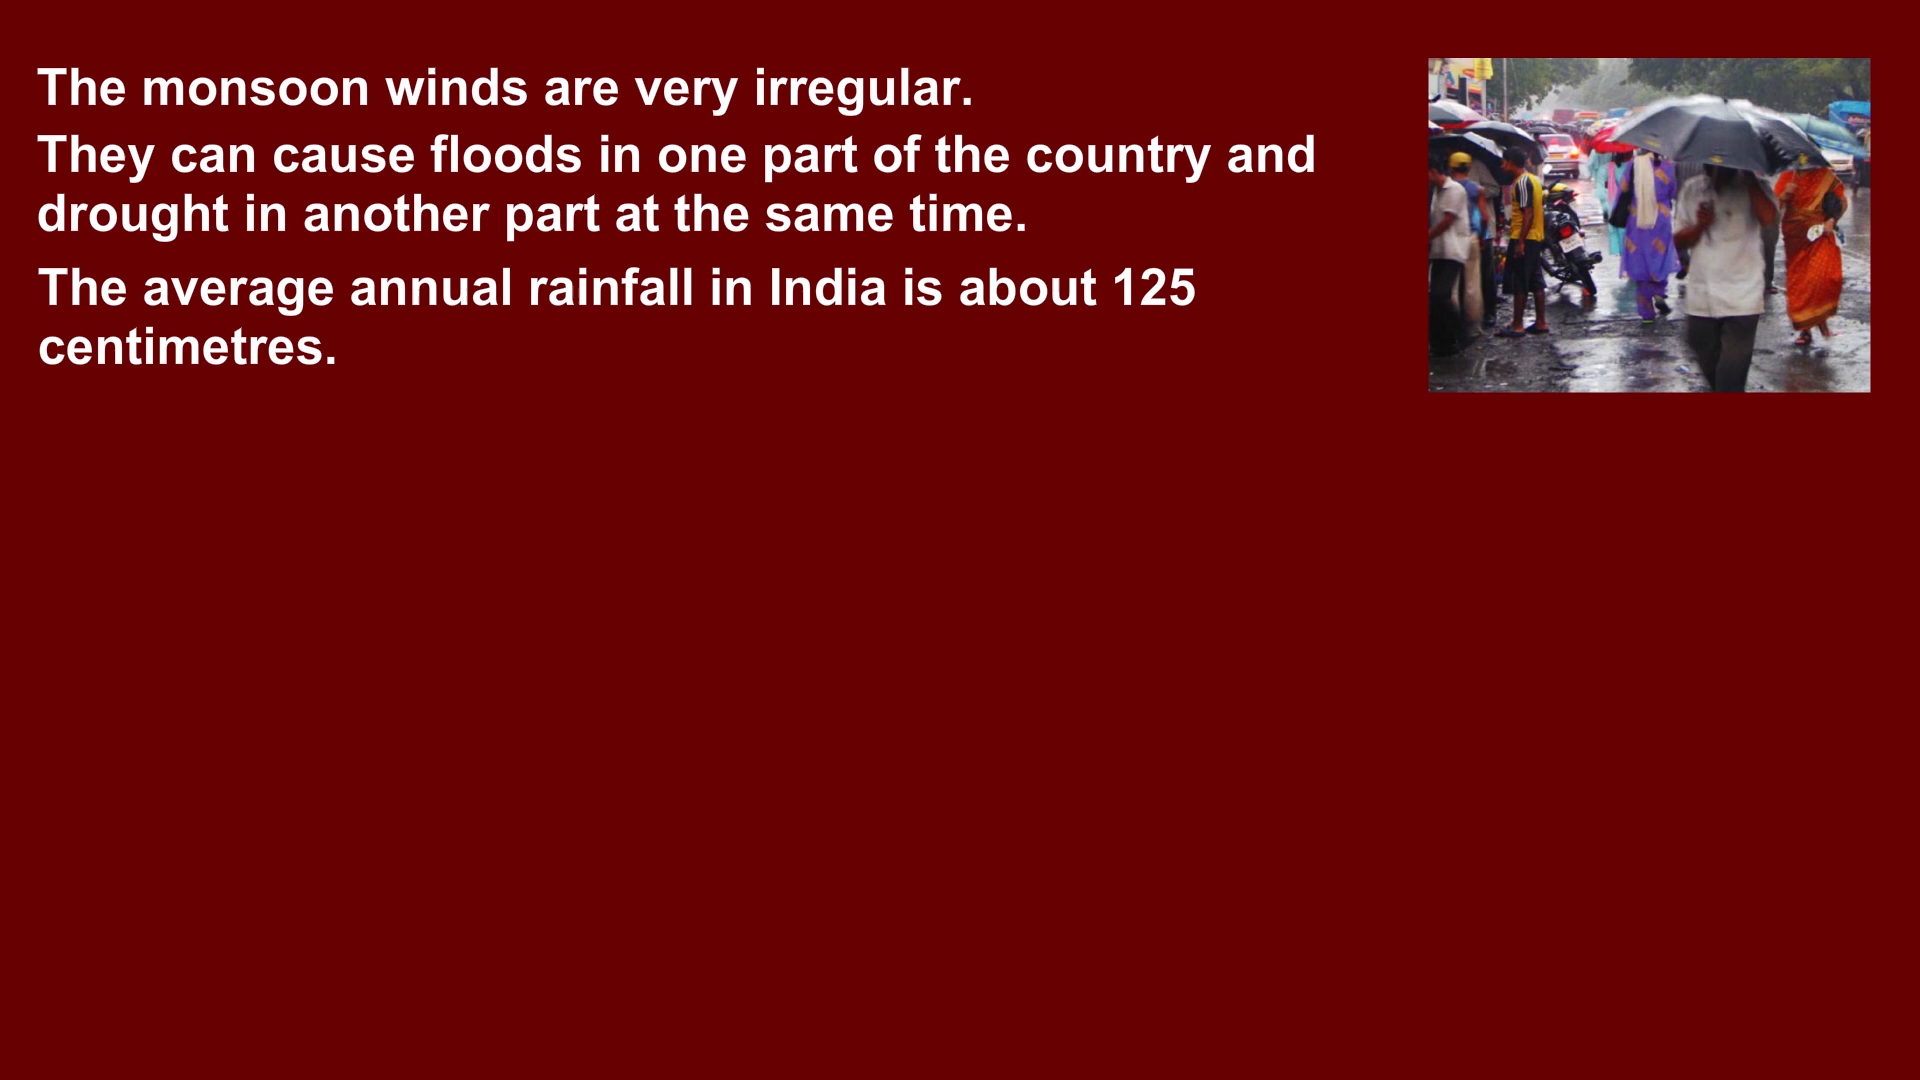 The monsoon winds are very irregular.
They can cause floods in one part of the country and
drought in another part at the same time.
The average annual rainfall in India is about 125
centimetres.